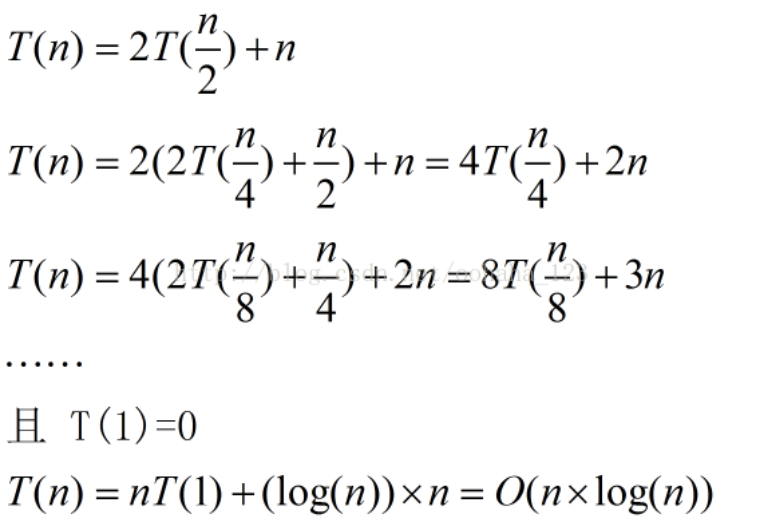 T(n) = 2T(n/2) + n
T(n) = 2(2T(n/4) + n/2) + n = 4T(n/4) + 2n
T(n) = 4(2T(n/8) + n/4) + 2n = 8T(n/8) + 3n
……
且 T(1)=0
T(n) = nT(1) + (log(n))×n = O(n×log(n))